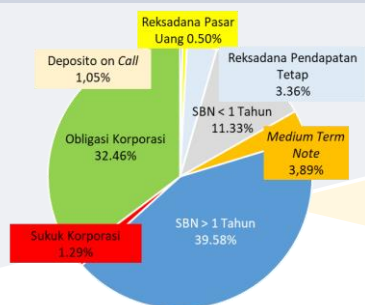 Reksadana Pasar
Uang 0.50%
Deposito on Call
1,05%
Reksadana Pendapatan
Tetap
3.36%
SBN < 1 Tahun
11.33%
Obligasi Korporasi
32.46%
Medium Term
Note
3,89%
SBN > 1 Tahun
39.58%
Sukuk Korporasi
1.29%